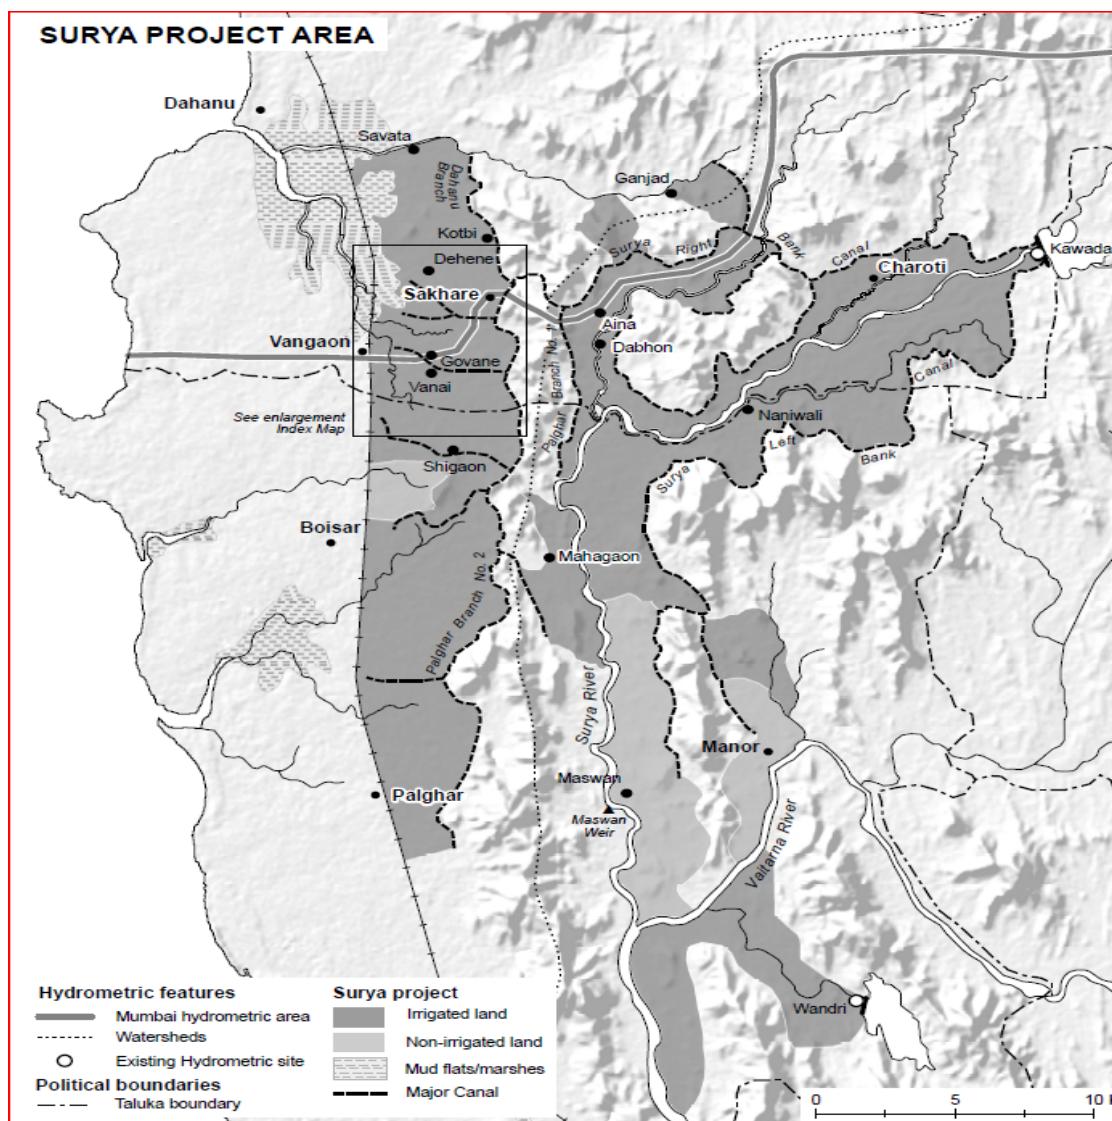 SURYA PROJECT AREA
Dahanu
Savata
Dahanu
Branch
Ganjad
Kotbi
Surya Right Bank Canal
Kawada
Dehene
Charoti
Sakhare
Aina
Vangaon
Dabhon
Govane
Palghar Branch No. 1
Vanai
Canal
Naniwali
See enlargement
Index Map
Left
Shigaon
Bank
Surya
Boisar
Mahagaon
Palghar Branch No. 2
Surya River
Manor
Maswan
Palghar
Maswan
Weir
Vaitarna River
Wandri
Hydrometric features
Mumbai hydrometric area
Watersheds
Existing Hydrometric site
Political boundaries
Taluka boundary
Surya project
Irrigated land
Non-irrigated land
Mud flats/marshes
Major Canal
0 5 10